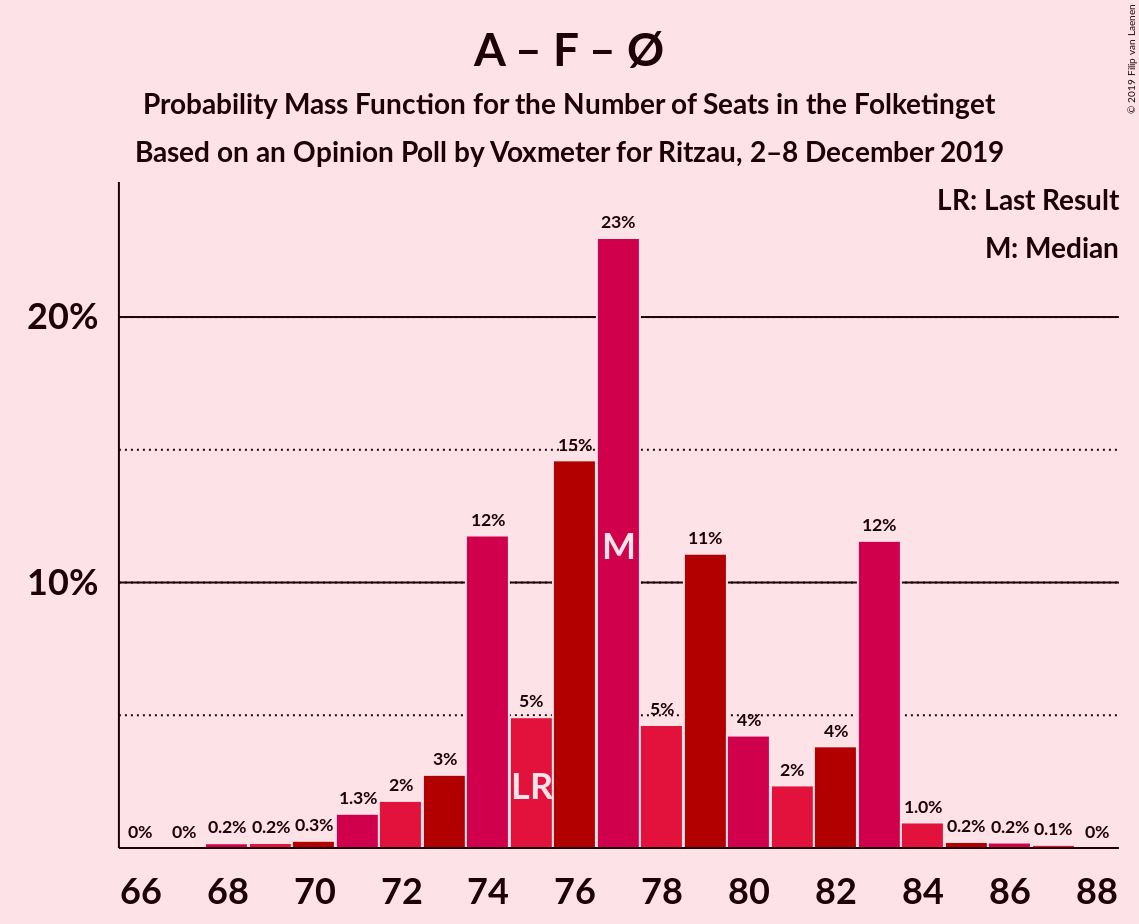 A – F – Ø
Probability Mass Function for the Number of Seats in the Folketinget
Based on an Opinion Poll by Voxmeter for Ritzau, 2–8 December 2019
© 2019 Filip van Laenen
LR: Last Result
M: Median
20%
10%
0%
0%
0.2%
0.2%
0.3%
1.3%
2%
3%
12%
5%
15%
23%
5%
11%
4%
2%
4%
12%
1.0%
0.2%
0.2%
0.1%
0%
LR
M
66 68 70 72 74 76 78 80 82 84 86 88